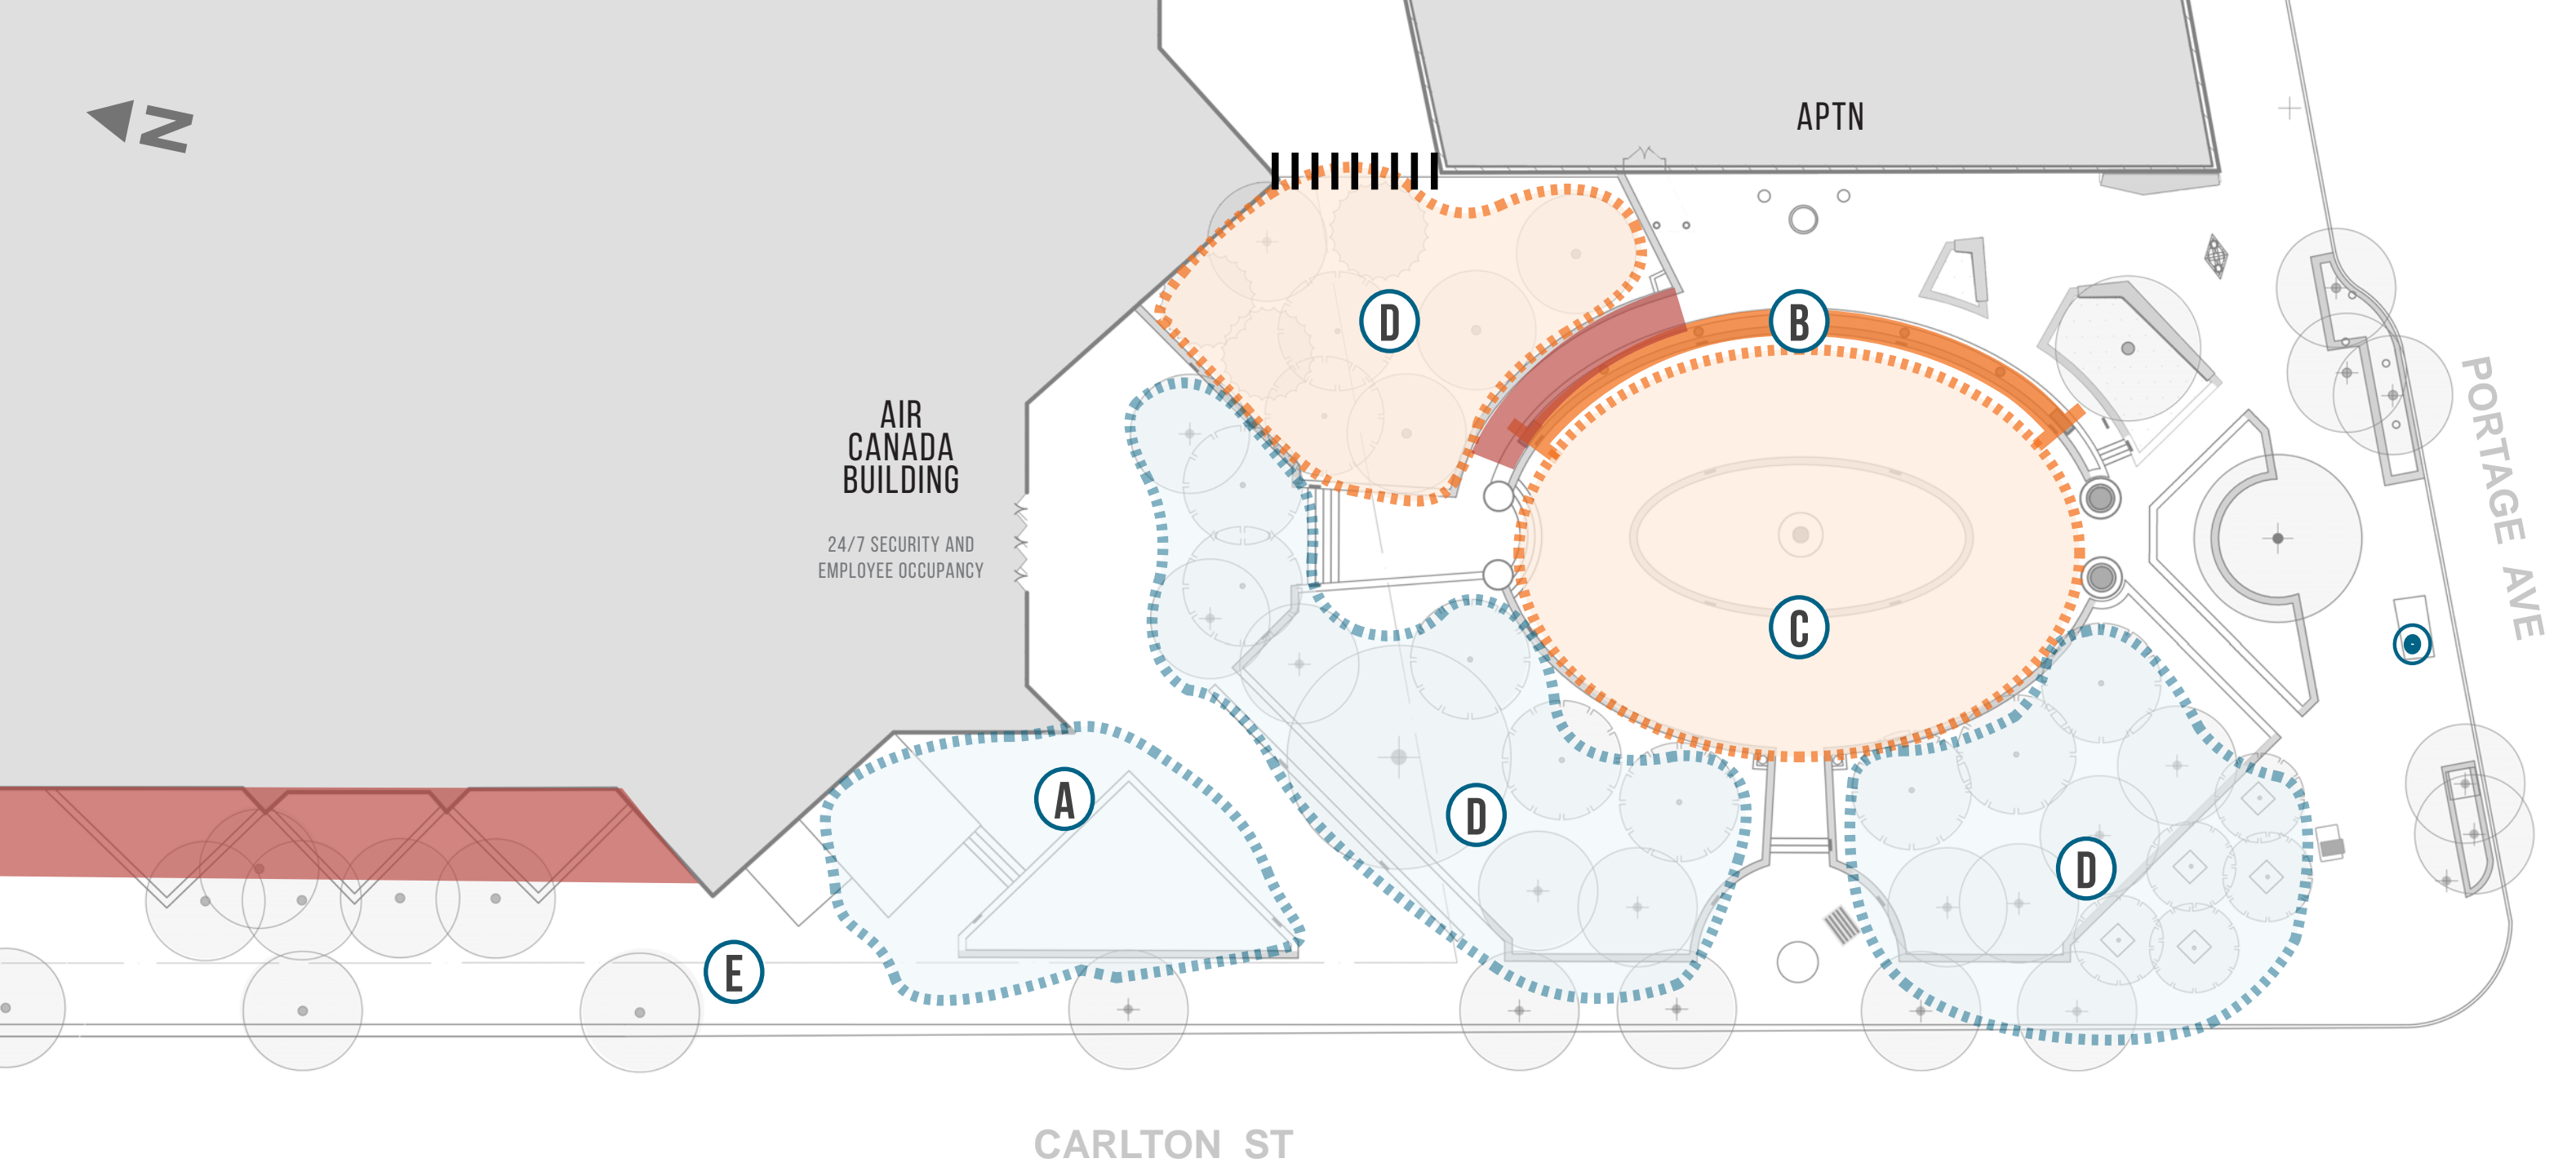 N
APTN
D
B
PORTAGE AVE
AIR
CANADA
BUILDING
24/7 SECURITY AND
EMPLOYEE OCCUPANCY
C
A
D
D
E
CARLTON ST